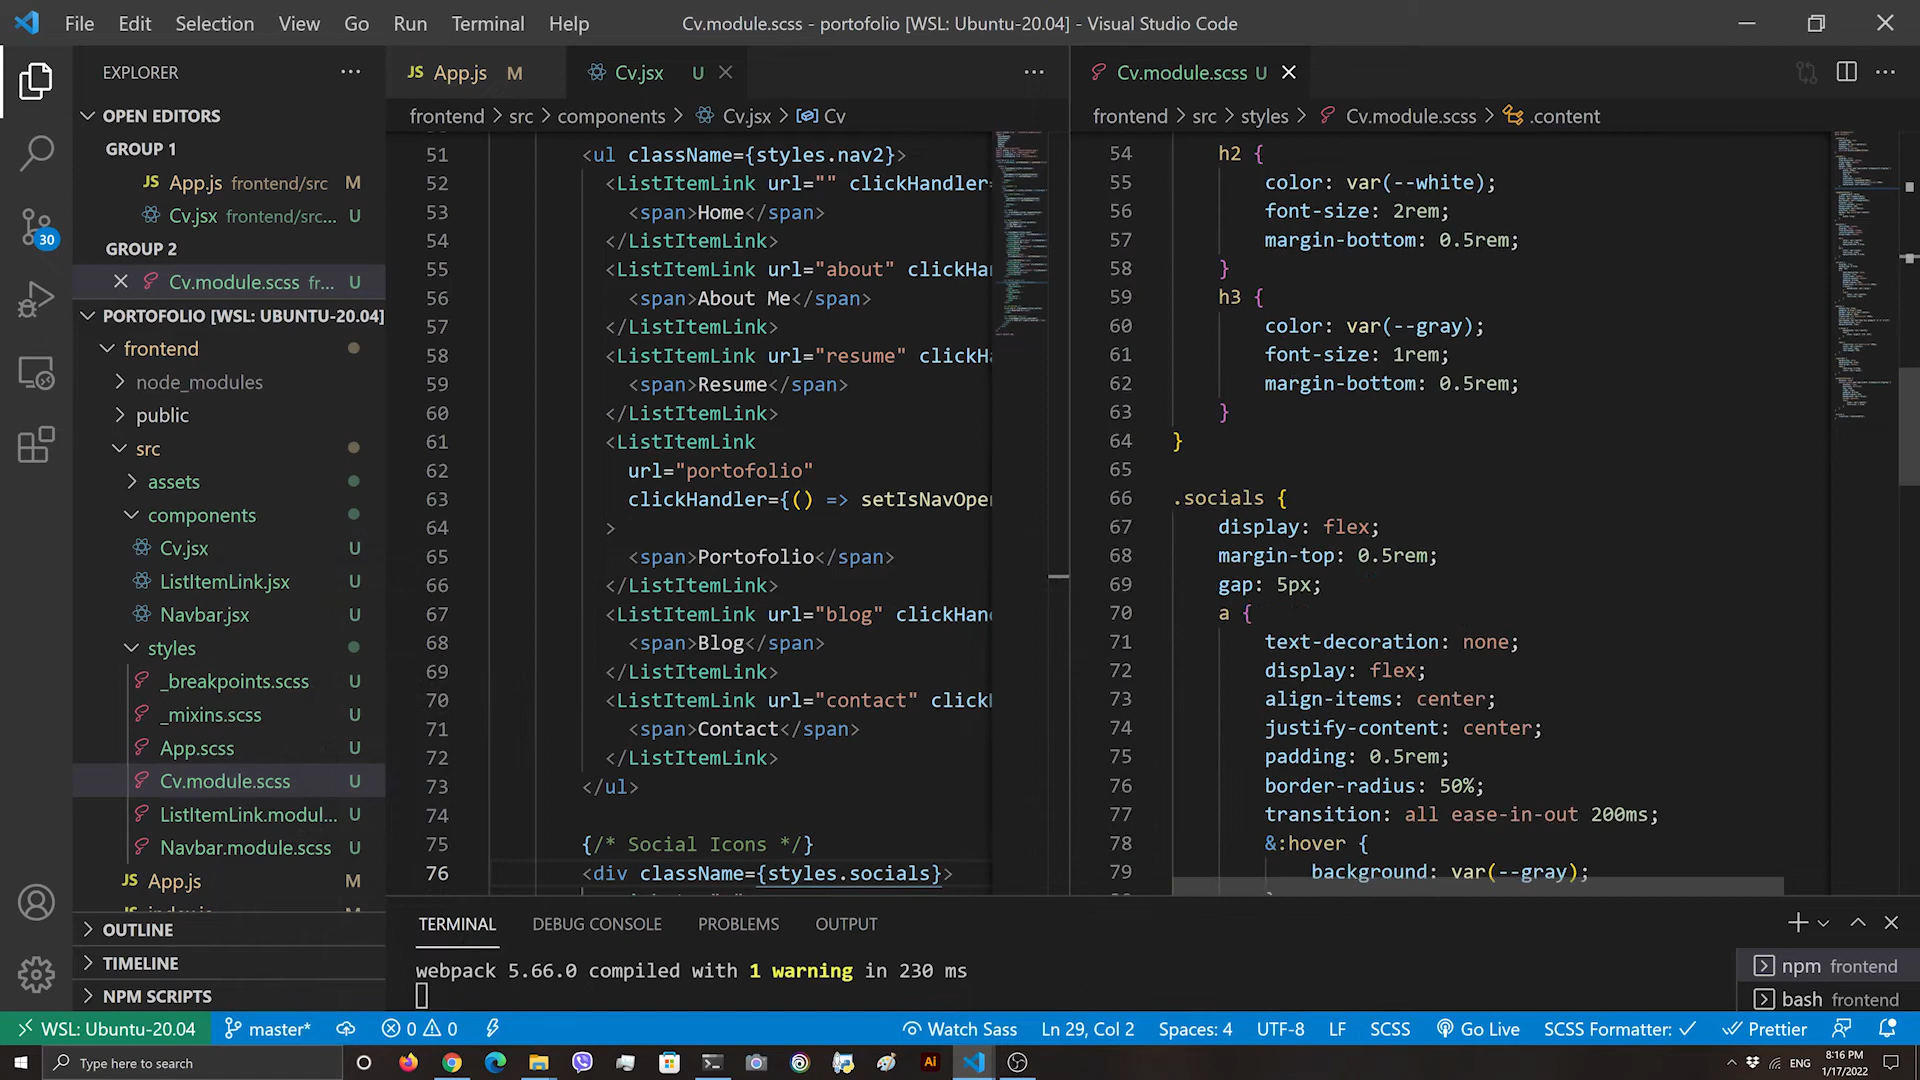 File Edit Selection View Go Run Terminal Help
Cv.module.scss - portofolio [WSL: Ubuntu-20.04] - Visual Studio Code
EXPLORER
OPEN EDITORS
GROUP 1
JS App.js frontend/src M
Cv.jsx frontend/src... U
GROUP 2
Cv.module.scss fr... U
PORTOFOLIO [WSL: UBUNTU-20.04]
frontend
node_modules
public
src
assets
components
Cv.jsx U
ListItemLink.jsx U
Navbar.jsx U
styles
_breakpoints.scss U
_mixins.scss U
App.scss U
Cv.module.scss U
ListItemLink.modul... U
Navbar.module.scss U
JS App.js M
OUTLINE
TIMELINE
NPM SCRIPTS
30
JS App.js M
Cv.jsx U
frontend > src > components > Cv.jsx > Cv
51 <ul className={styles.nav2}>
52 <ListItemLink url="" clickHandler=
53 <span>Home</span>
54 </ListItemLink>
55 <ListItemLink url="about" clickHa
56 <span>About Me</span>
57 </ListItemLink>
58 <ListItemLink url="resume" clickH
59 <span>Resume</span>
60 </ListItemLink>
61 <ListItemLink
62 url="portofolio"
63 clickHandler={() => setIsNavOpe
64 >
65 <span>Portofolio</span>
66 </ListItemLink>
67 <ListItemLink url="blog" clickHand
68 <span>Blog</span>
69 </ListItemLink>
70 <ListItemLink url="contact" click
71 <span>Contact</span>
72 </ListItemLink>
73 </ul>
74
75 {/* Social Icons */}
76 <div className={styles.socials}>
Cv.module.scss U
frontend > src > styles > Cv.module.scss > .content
54 h2 {
55 color: var(--white);
56 font-size: 2rem;
57 margin-bottom: 0.5rem;
58 }
59 h3 {
60 color: var(--gray);
61 font-size: 1rem;
62 margin-bottom: 0.5rem;
63 }
64 }
65
66 .socials {
67 display: flex;
68 margin-top: 0.5rem;
69 gap: 5px;
70 a {
71 text-decoration: none;
72 display: flex;
73 align-items: center;
74 justify-content: center;
75 padding: 0.5rem;
76 border-radius: 50%;
77 transition: all ease-in-out 200ms;
78 &:hover {
79 background: var(--gray);
TERMINAL DEBUG CONSOLE PROBLEMS OUTPUT
webpack 5.66.0 compiled with 1 warning in 230 ms
npm frontend
bash frontend
WSL: Ubuntu-20.04 master* 0 0 Watch Sass Ln 29, Col 2 Spaces: 4 UTF-8 LF SCSS Go Live SCSS Formatter: Prettier
Type here to search
Ai
ENG
8:16 PM
1/17/2022